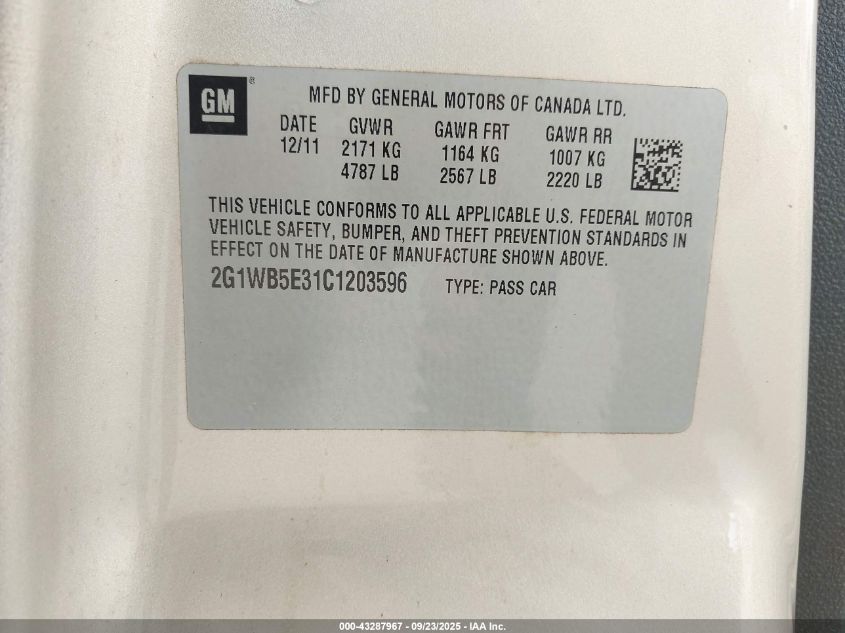 GM ®
MFD BY GENERAL MOTORS OF CANADA LTD.
DATE GVWR GAWR FRT GAWR RR
12/11 2171 KG 1164 KG 1007 KG
4787 LB 2567 LB 2220 LB
THIS VEHICLE CONFORMS TO ALL APPLICABLE U.S. FEDERAL MOTOR
VEHICLE SAFETY, BUMPER, AND THEFT PREVENTION STANDARDS IN
EFFECT ON THE DATE OF MANUFACTURE SHOWN ABOVE.
2G1WB5E31C1203596 TYPE: PASS CAR
000-43287967 - 09/23/2025 - IAA Inc.